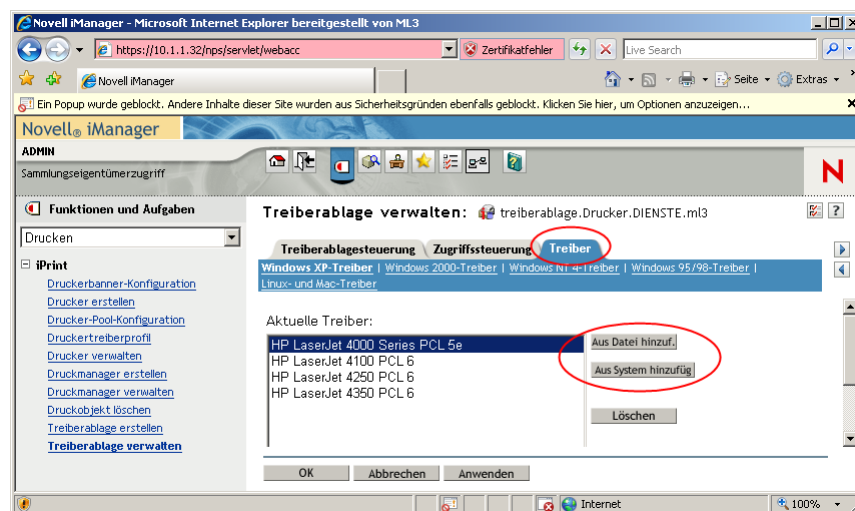 Novell iManager - Microsoft Internet Explorer bereitgestellt von ML3
https://10.1.1.32/nps/servlet/webacc
Zertifikatfehler
Live Search
Novell iManager
Seite
Extras
Ein Popup wurde geblockt. Andere Inhalte dieser Site wurden aus Sicherheitsgründen ebenfalls geblockt. Klicken Sie hier, um Optionen anzuzeigen...
Novell® iManager
ADMIN
Sammlungseigentümerzugriff
N
Funktionen und Aufgaben
Drucken
iPrint
Druckerbanner-Konfiguration
Drucker erstellen
Drucker-Pool-Konfiguration
Druckertreiberprofil
Drucker verwalten
Druckmanager erstellen
Druckmanager verwalten
Druckobjekt löschen
Treiberablage erstellen
Treiberablage verwalten
Treiberablage verwalten: treiberablage.Drucker.DIENSTE.ml3
?
Treiberablagesteuerung Zugriffssteuerung Treiber
Windows XP-Treiber | Windows 2000-Treiber | Windows NT 4-Treiber | Windows 95/98-Treiber |
Linux- und Mac-Treiber
Aktuelle Treiber:
HP LaserJet 4000 Series PCL 5e
HP LaserJet 4100 PCL 6
HP LaserJet 4250 PCL 6
HP LaserJet 4350 PCL 6
Aus Datei hinzuf.
Aus System hinzufüg
Löschen
OK Abbrechen Anwenden
Internet
100%